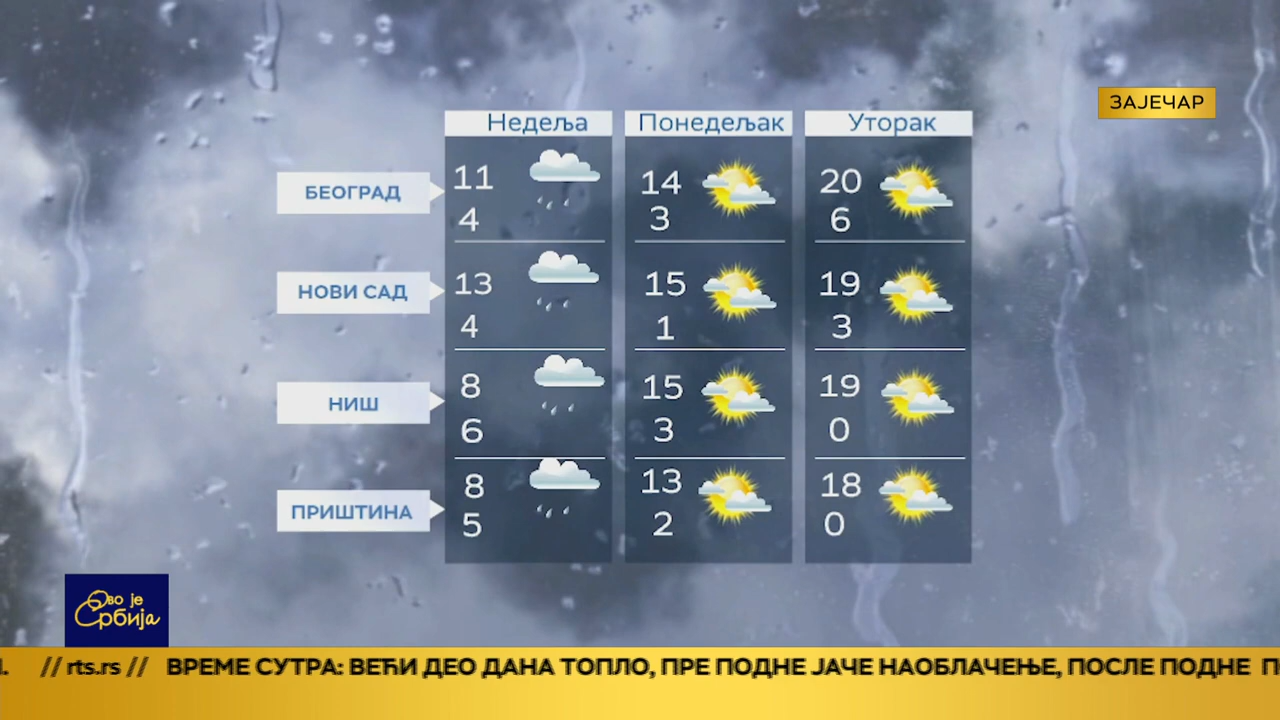 ЗАЈЕЧАР
Недеља Понедељак Уторак
БЕОГРАД 11 4 14 3 20 6
НОВИ САД 13 4 15 1 19 3
НИШ 8 6 15 3 19 0
ПРИШТИНА 8 5 13 2 18 0
Ово је
Србија
// rts.rs // ВРЕМЕ СУТРА: ВЕЋИ ДЕО ДАНА ТОПЛО, ПРЕ ПОДНЕ ЈАЧЕ НАОБЛАЧЕЊЕ, ПОСЛЕ ПОДНЕ